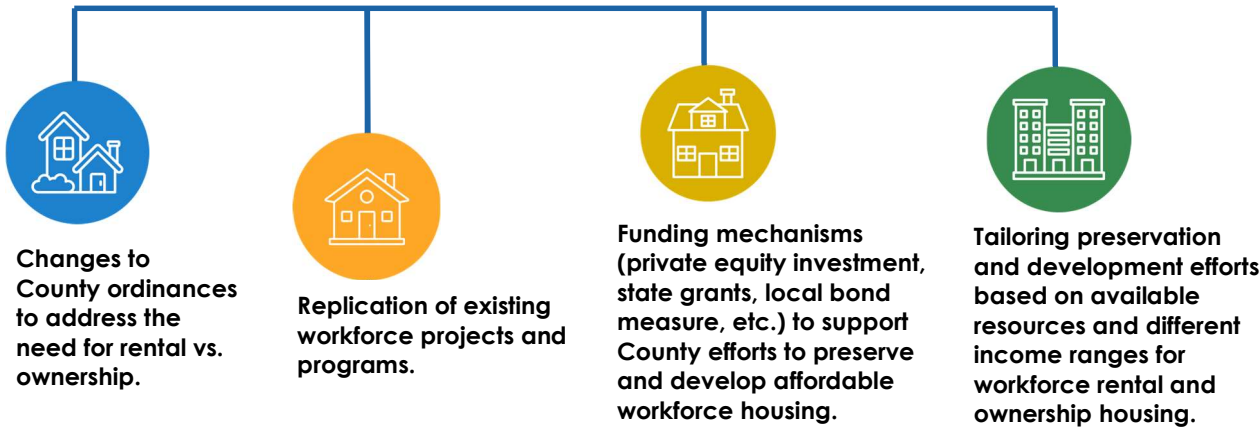 Changes to
County ordinances
to address the
need for rental vs.
ownership.
Replication of existing
workforce projects and
programs.
Funding mechanisms
(private equity investment,
state grants, local bond
measure, etc.) to support
County efforts to preserve
and develop affordable
workforce housing.
Tailoring preservation
and development efforts
based on available
resources and different
income ranges for
workforce rental and
ownership housing.